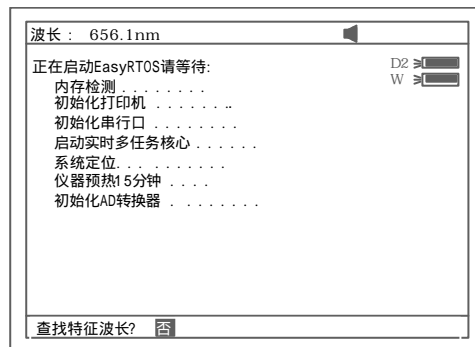 波长： 656.1nm
正在启动EasyRTOS请等待:
D2
内存检测 . . . . . . . .
W
初始化打印机 . . . . . . ..
初始化串行口 . . . . . . . .
启动实时多任务核心 . . . . . .
系统定位. . . . . . . . . .
仪器预热15分钟 . . . .
初始化AD转换器 . . . . . . . .
查找特征波长? 否